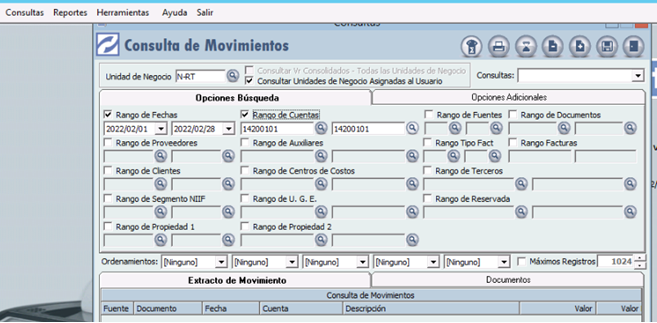 Consultas Reportes Herramientas Ayuda Salir
Consultas
Consulta de Movimientos
Unidad de Negocio N-RT Consultar Vr Consolidados - Todas las Unidades de Negocio Consultas:
Consultar Unidades de Negocio Asignadas al Usuario
Opciones Búsqueda Opciones Adicionales
Rango de Fechas Rango de Cuentas Rango de Fuentes Rango de Documentos
2022/02/01 2022/02/28 14200101 14200101
Rango de Proveedores Rango de Auxiliares Rango Tipo Fact Rango Facturas
Rango de Clientes Rango de Centros de Costos Rango de Terceros
Rango de Segmento NIIF Rango de U. G. E. Rango de Reservada
Rango de Propiedad 1 Rango de Propiedad 2
Ordenamientos: [Ninguno] [Ninguno] [Ninguno] [Ninguno] [Ninguno] Máximos Registros 1024
Extracto de Movimiento Documentos
Consulta de Movimientos
Fuente Documento Fecha Cuenta Descripción Valor Valor